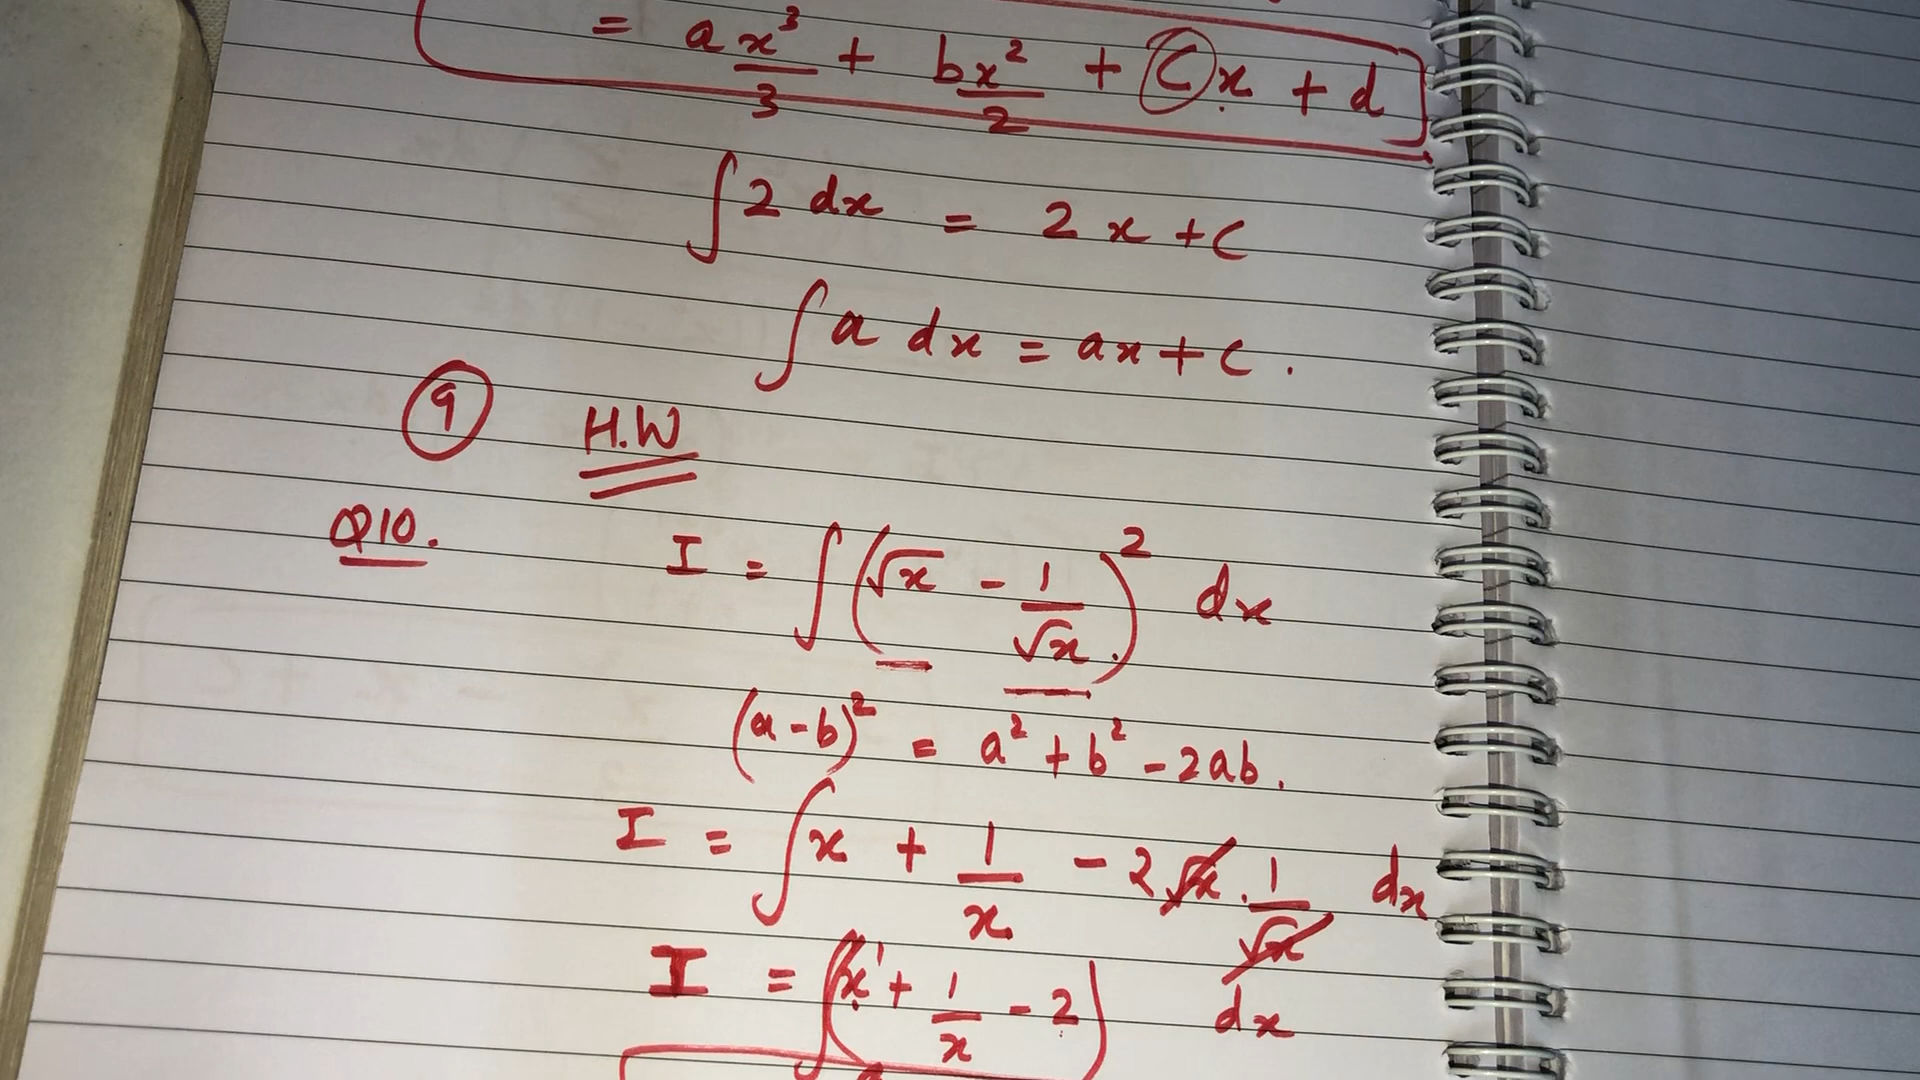 = ax³/3 + bx²/2 + Cx + d
∫2 dx = 2x + C
∫a dx = ax + c.
9 H.W
Q10. I = ∫(√x - 1/√x)² dx
(a-b)² = a² + b² - 2ab.
I = ∫x + 1/x - 2√x . 1/√x dx
I = ∫(x¹ + 1/x - 2) dx